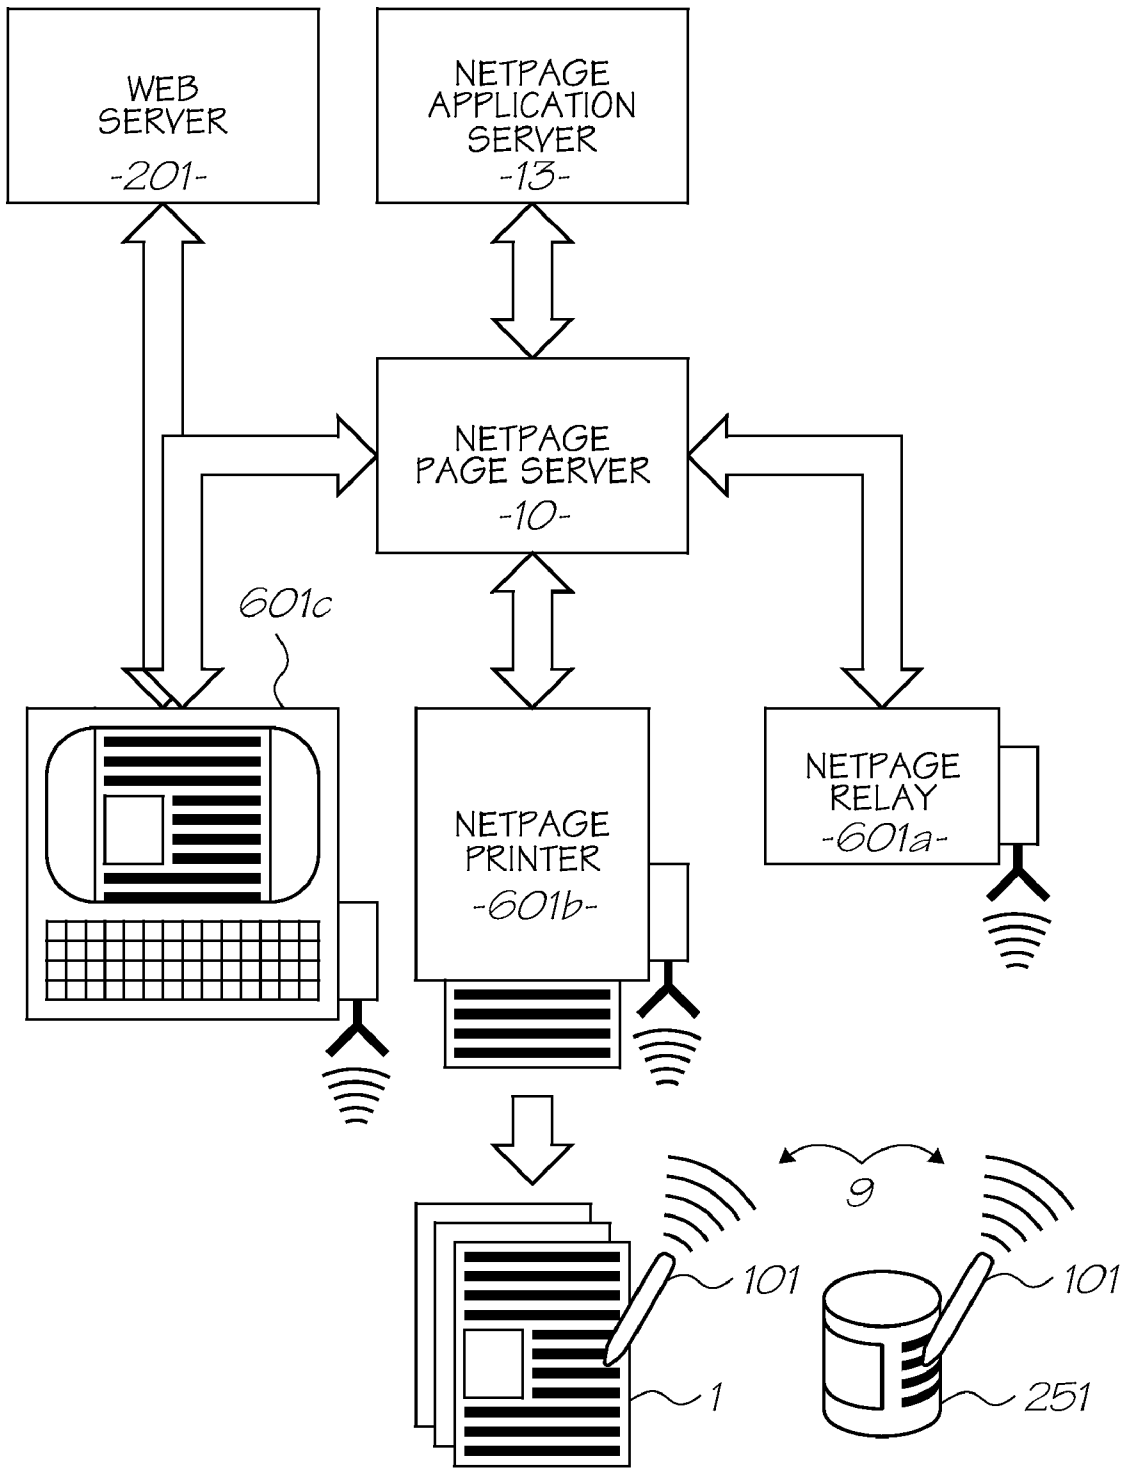 WEB
SERVER
-201-
NETPAGE
APPLICATION
SERVER
-13-
NETPAGE
PAGE SERVER
-10-
601c
NETPAGE
PRINTER
-601b-
NETPAGE
RELAY
-601a-
9
101
101
1
251